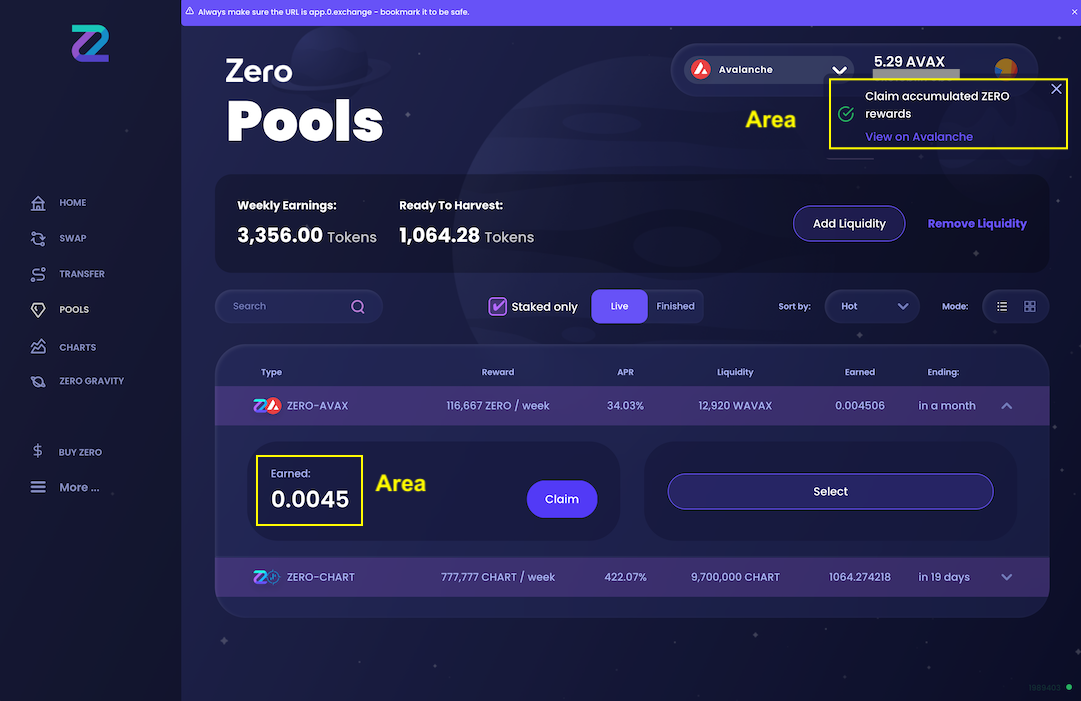 Always make sure the URL is app.0.exchange - bookmark it to be safe.
Zero
Pools
Avalanche
5.29 AVAX
Area
Claim accumulated ZERO
rewards
View on Avalanche
HOME
SWAP
TRANSFER
POOLS
CHARTS
ZERO GRAVITY
BUY ZERO
More ...
Weekly Earnings: Ready To Harvest:
3,356.00 Tokens 1,064.28 Tokens
Add Liquidity Remove Liquidity
Search Staked only Live Finished Sort by: Hot Mode:
Type Reward APR Liquidity Earned Ending:
ZERO-AVAX 116,667 ZERO / week 34.03% 12,920 WAVAX 0.004506 in a month
Earned:
0.0045
Area
Claim
Select
ZERO-CHART 777,777 CHART / week 422.07% 9,700,000 CHART 1064.274218 in 19 days
1989403